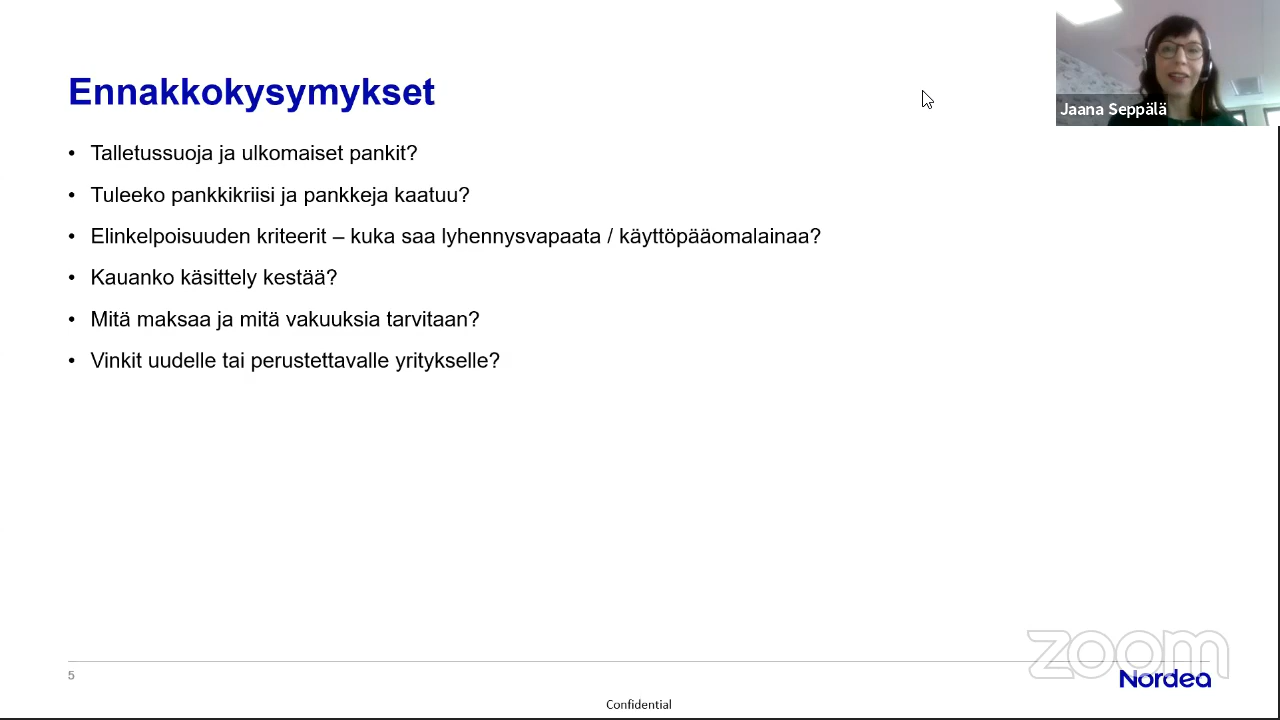 Ennakkokysymykset
Jaana Seppälä
• Talletussuoja ja ulkomaiset pankit?
• Tuleeko pankkikriisi ja pankkeja kaatuu?
• Elinkelpoisuuden kriteerit – kuka saa lyhennysvapaata / käyttöpääomalainaa?
• Kauanko käsittely kestää?
• Mitä maksaa ja mitä vakuuksia tarvitaan?
• Vinkit uudelle tai perustettavalle yritykselle?
zoom
5
Nordea
Confidential